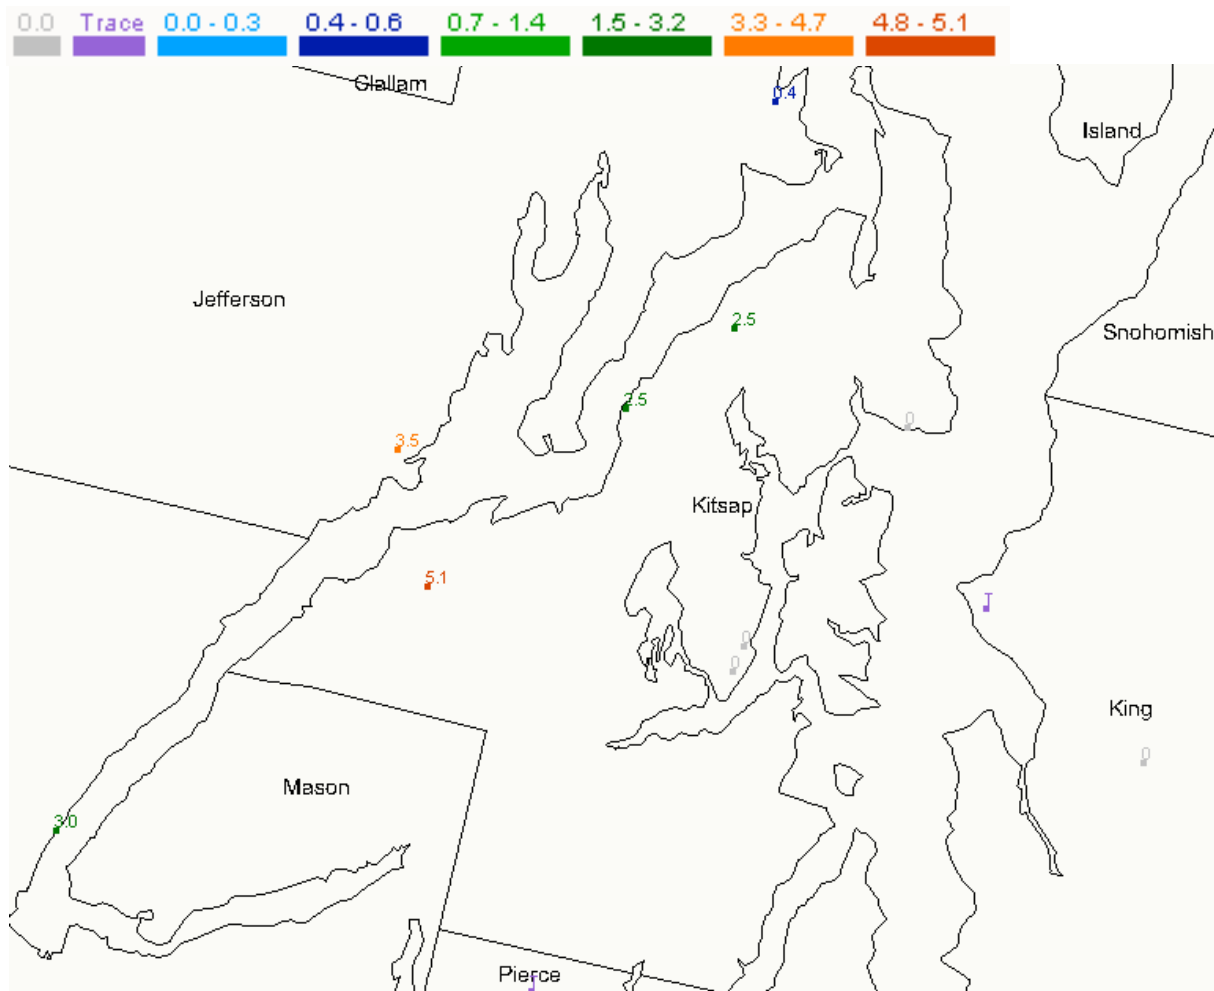 0.0 Trace 0.0 - 0.3 0.4 - 0.6 0.7 - 1.4 1.5 - 3.2 3.3 - 4.7 4.8 - 5.1
Clallam
0.4
Island
Jefferson
2.5
Snohomish
2.5
0
3.5
Kitsap
5.1
T
0
0
King
0
Mason
3.0
Pierce
T